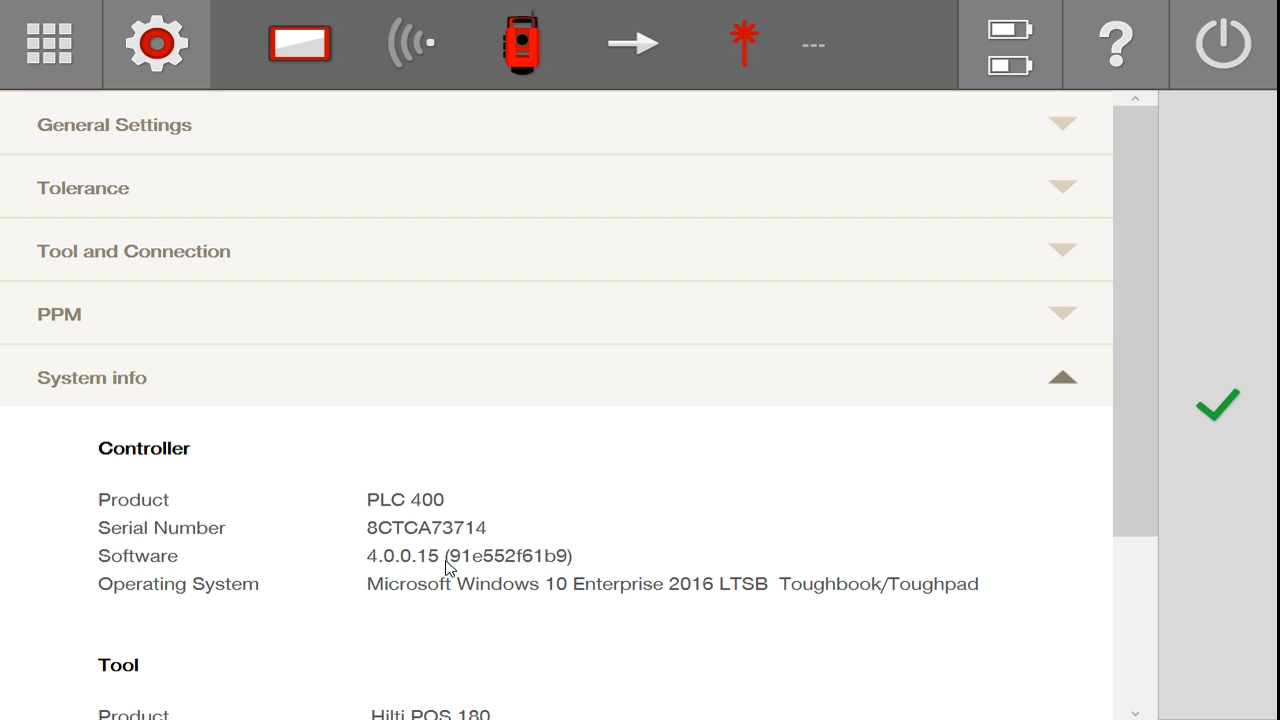 ---
?
General Settings
Tolerance
Tool and Connection
PPM
System info
Controller
Product PLC 400
Serial Number 8CTCA73714
Software 4.0.0.15 (91e552f61b9)
Operating System Microsoft Windows 10 Enterprise 2016 LTSB Toughbook/Toughpad
Tool
Product Hilti POS 180